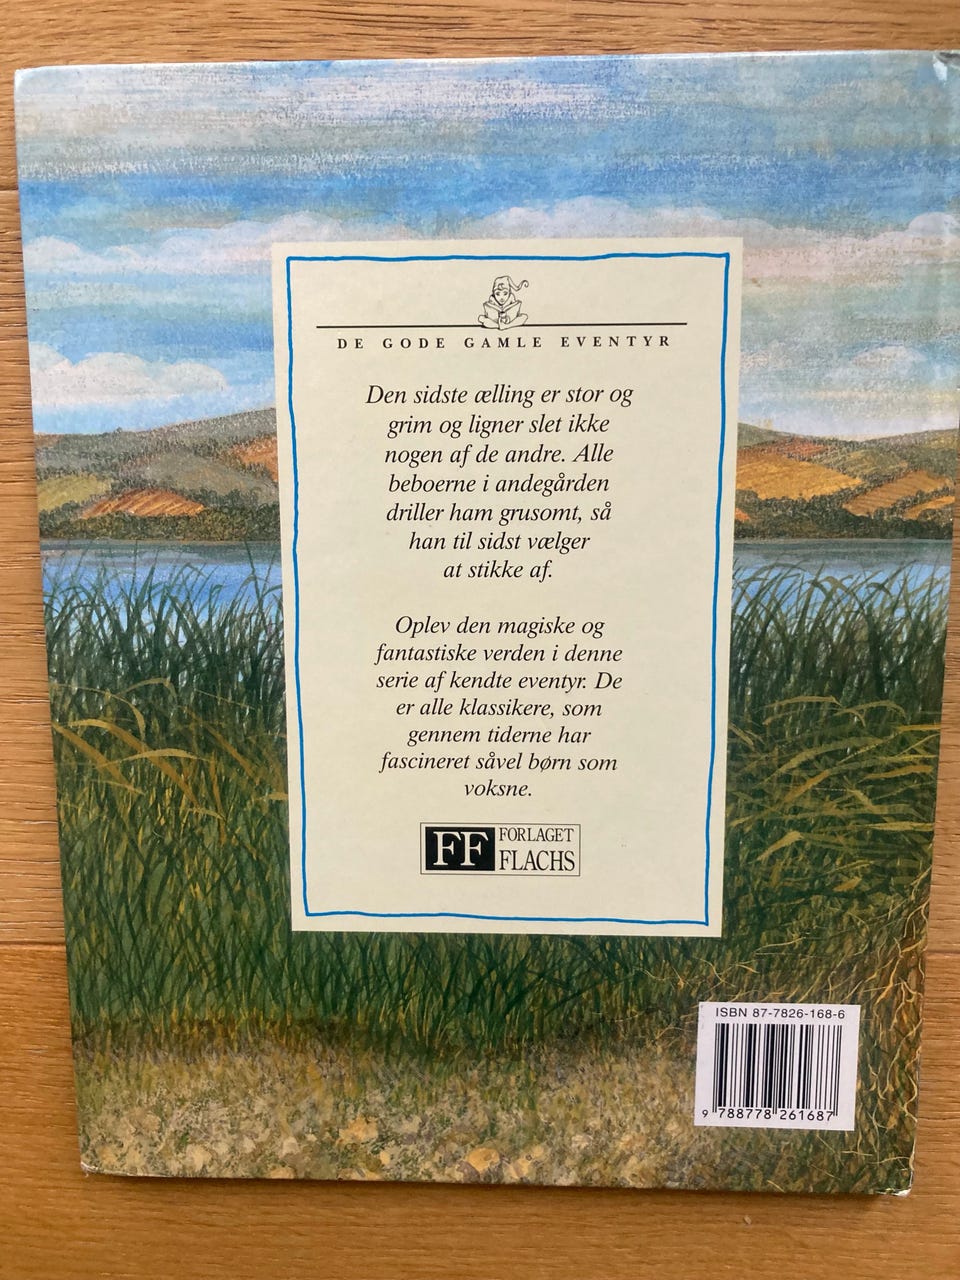 DE GODE GAMLE EVENTYR
Den sidste ælling er stor og
grim og ligner slet ikke
nogen af de andre. Alle
beboerne i andegården
driller ham grusomt, så
han til sidst vælger
at stikke af.
Oplev den magiske og
fantastiske verden i denne
serie af kendte eventyr. De
er alle klassikere, som
gennem tiderne har
fascineret såvel børn som
voksne.
FF FORLAGET
FLACHS
ISBN 87-7826-168-6
9 788778 261687